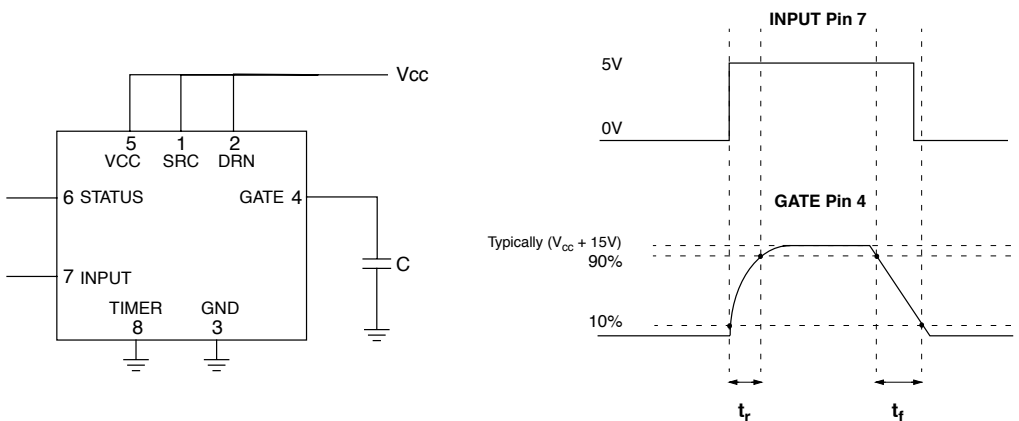 Vcc
5 1 2
VCC SRC DRN
6 STATUS
GATE 4
7 INPUT
C
TIMER GND
8 3
INPUT Pin 7
5V
0V
GATE Pin 4
Typically (Vcc + 15V)
90%
10%
tr tf